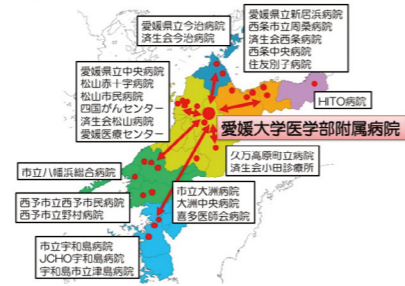 愛媛県立今治病院
済生会今治病院
愛媛県立新居浜病院
西条市立周桑病院
済生会西条病院
西条中央病院
住友別子病院
愛媛県立中央病院
松山赤十字病院
松山市民病院
四国がんセンター
済生会松山病院
愛媛医療センター
HITO病院
愛媛大学医学部附属病院
久万高原町立病院
済生会小田診療所
市立八幡浜総合病院
市立大洲病院
大洲中央病院
喜多医師会病院
西予市立西予市民病院
西予市立野村病院
市立宇和島病院
JCHO宇和島病院
宇和島市立津島病院